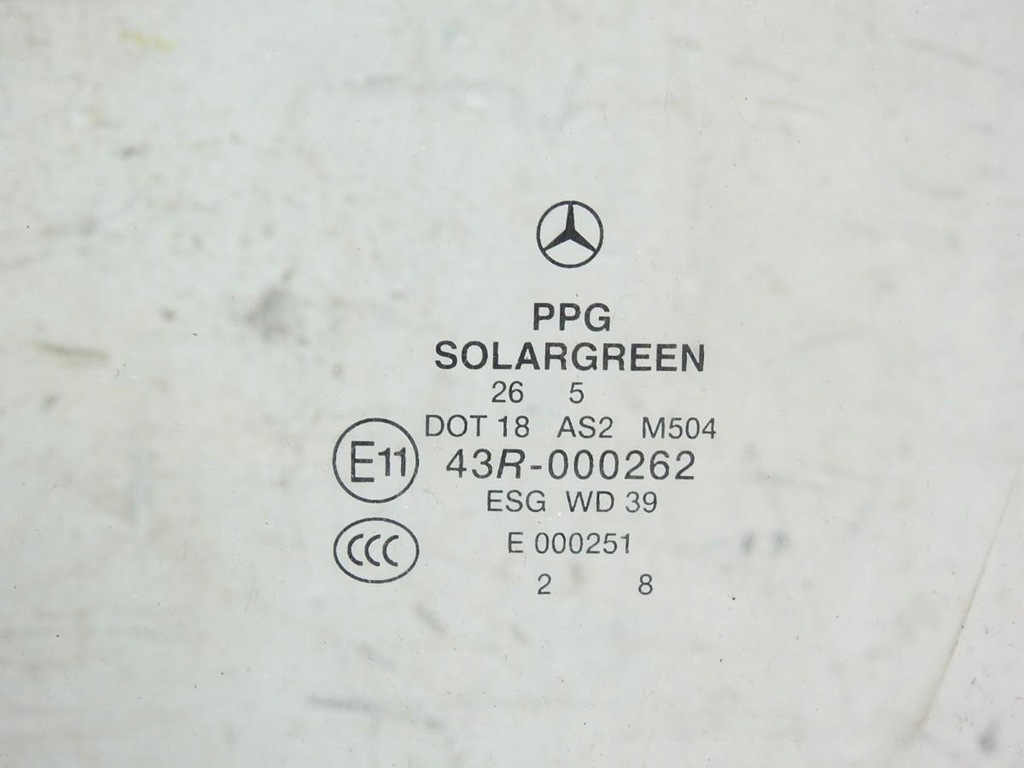 PPG
SOLARGREEN
26 5
DOT 18 AS2 M504
E11 43R-000262
ESG WD 39
CCC E 000251
2 8